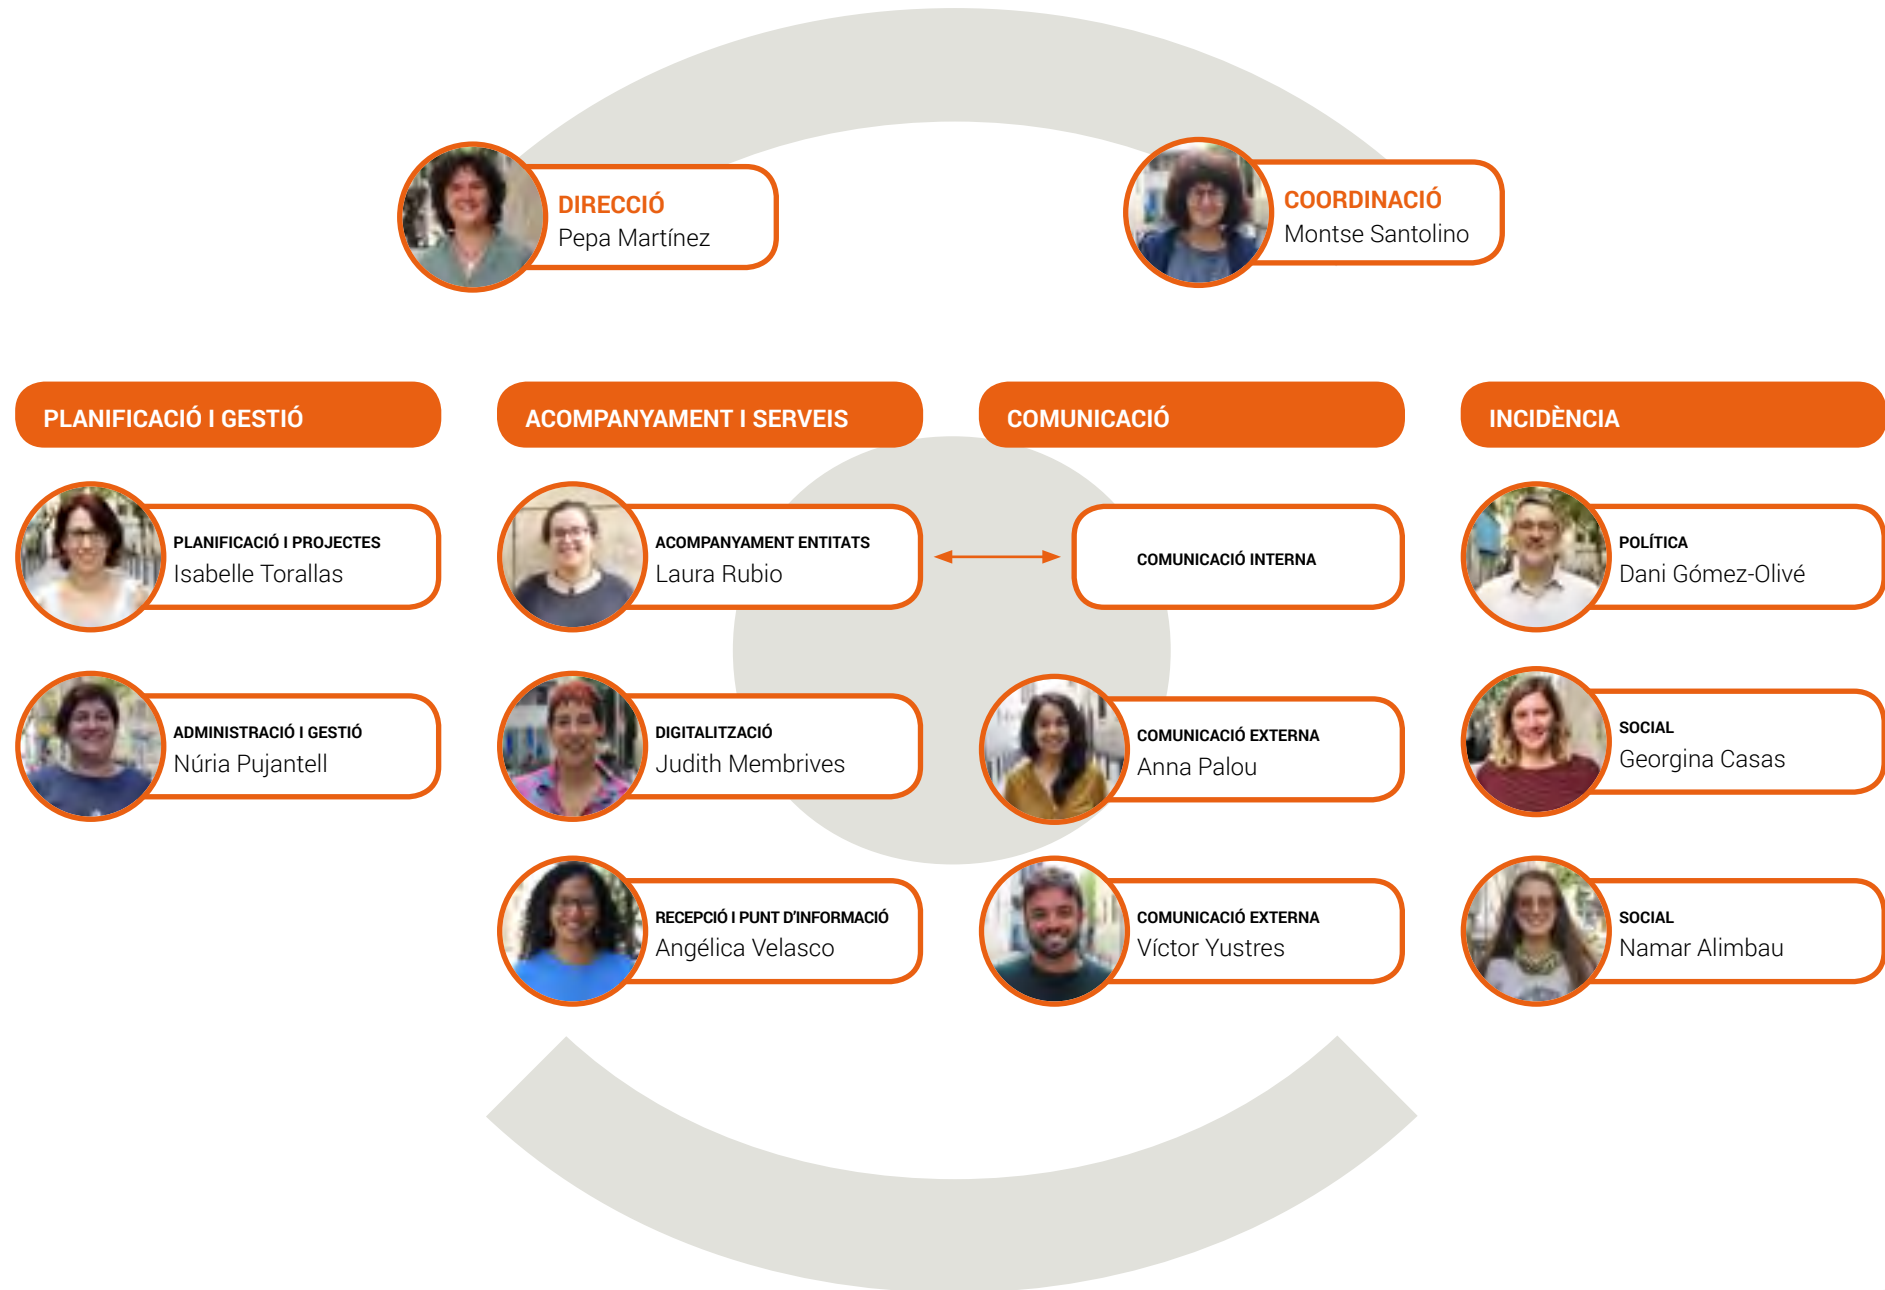 DIRECCIÓ
Pepa Martínez
COORDINACIÓ
Montse Santolino
PLANIFICACIÓ I GESTIÓ
PLANIFICACIÓ I PROJECTES
Isabelle Torallas
ADMINISTRACIÓ I GESTIÓ
Núria Pujantell
ACOMPANYAMENT I SERVEIS
ACOMPANYAMENT ENTITATS
Laura Rubio
DIGITALITZACIÓ
Judith Membrives
RECEPCIÓ I PUNT D'INFORMACIÓ
Angélica Velasco
COMUNICACIÓ
COMUNICACIÓ INTERNA
COMUNICACIÓ EXTERNA
Anna Palou
COMUNICACIÓ EXTERNA
Víctor Yustres
INCIDÈNCIA
POLÍTICA
Dani Gómez-Olivé
SOCIAL
Georgina Casas
SOCIAL
Namar Alimbau